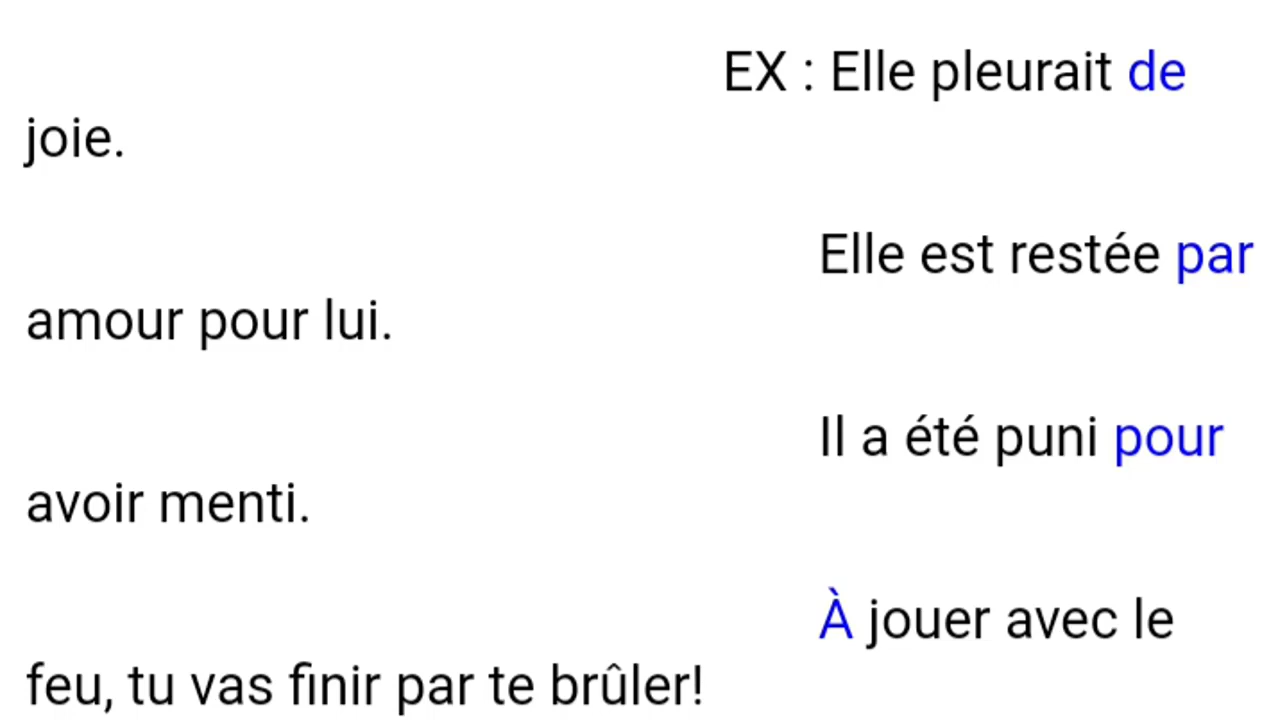 EX : Elle pleurait de
joie.
Elle est restée par
amour pour lui.
Il a été puni pour
avoir menti.
À jouer avec le
feu, tu vas finir par te brûler!